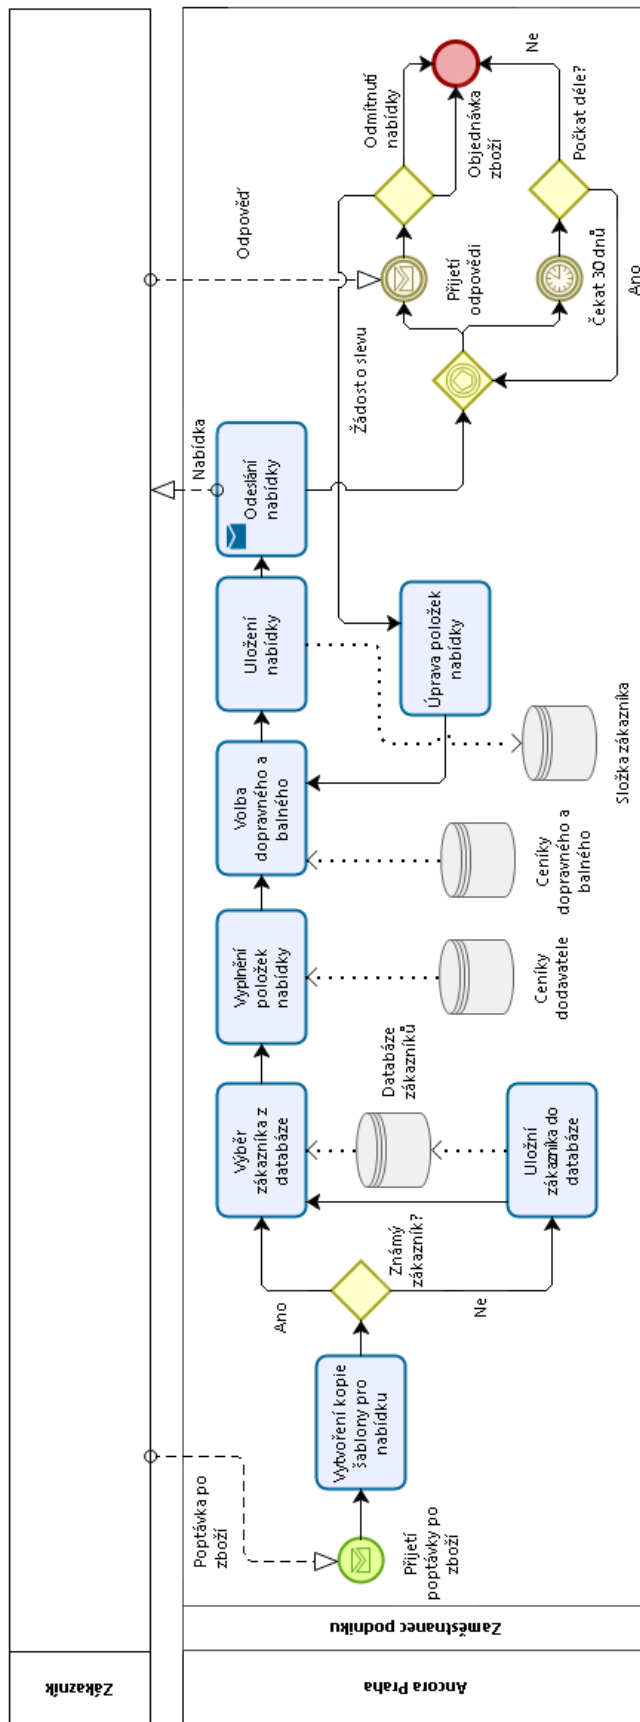 Zákazník
Ancora Praha
Zaměstnanec podniku
Poptávka po
zboží
Přijetí
poptávky po
zboží
Vytvoření kopie
šablony pro
nabídku
Známý
zákazník?
Ano
Ne
Výběr
zákazníka z
databáze
Uložní
zákazníka do
databáze
Databáze
zákazníků
Vyplnění
položek
nabídky
Ceníky
dodavatele
Volba
dopravného a
balného
Ceníky
dopravného a
balného
Uložení
nabídky
Úprava položek
nabídky
Složka zákazníka
Odeslání
nabídky
Nabídka
Žádost o slevu
Odpověď
Přijetí
odpovědi
Čekat 30 dnů
Odmítnutí
nabídky
Objednávka
zboží
Počkat déle?
Ano
Ne